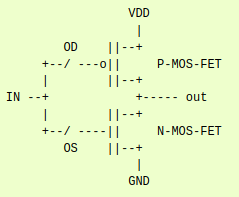 VDD
|
OD ||--+
+--/ ---o|| P-MOS-FET
| ||--+
IN --+ +----- out
| ||--+
+--/ ----|| N-MOS-FET
OS ||--+
|
GND